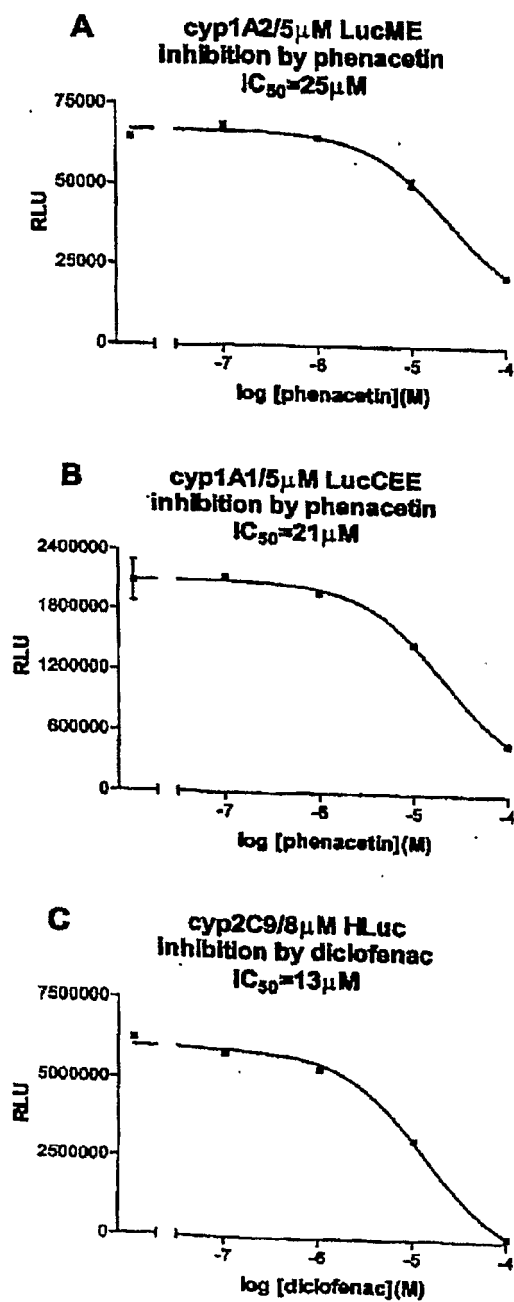 A
cyp1A2/5μM LucME
inhibition by phenacetin
IC50=25μM
75000
50000
25000
0
RLU
-7
-6
-5
-4
log [phenacetin](M)
B
cyp1A1/5μM LucCEE
inhibition by phenacetin
IC50=21μM
2400000
1800000
1200000
600000
0
RLU
-7
-6
-5
-4
log [phenacetin](M)
C
cyp2C9/8μM HLuc
inhibition by diclofenac
IC50=13μM
7500000
5000000
2500000
0
RLU
-7
-6
-5
-4
log [diclofenac](M)